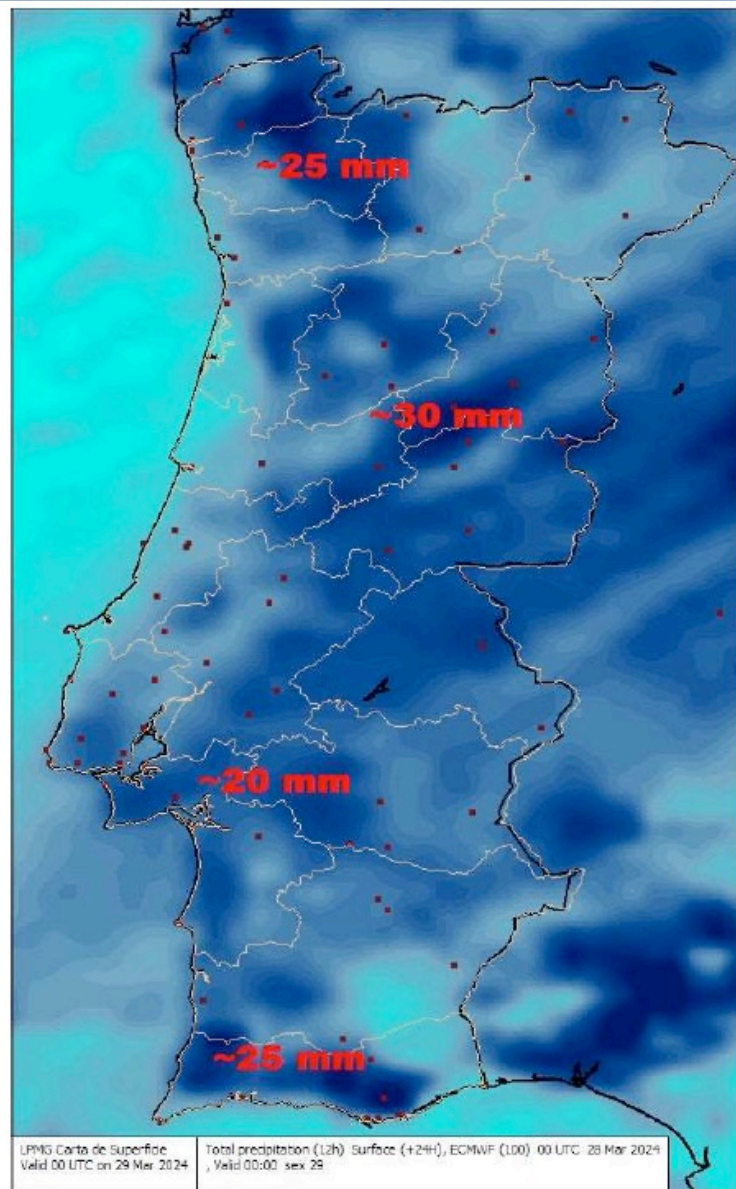 ~25 mm
~30 mm
~20 mm
~25 mm
LPMG Carta de Superficie
Valid 00 UTC on 29 Mar 2024
Total precipitation (12h) Surface (+24H), ECMWF (100) 00 UTC 28 Mar 2024
, Valid 00:00 sex 29